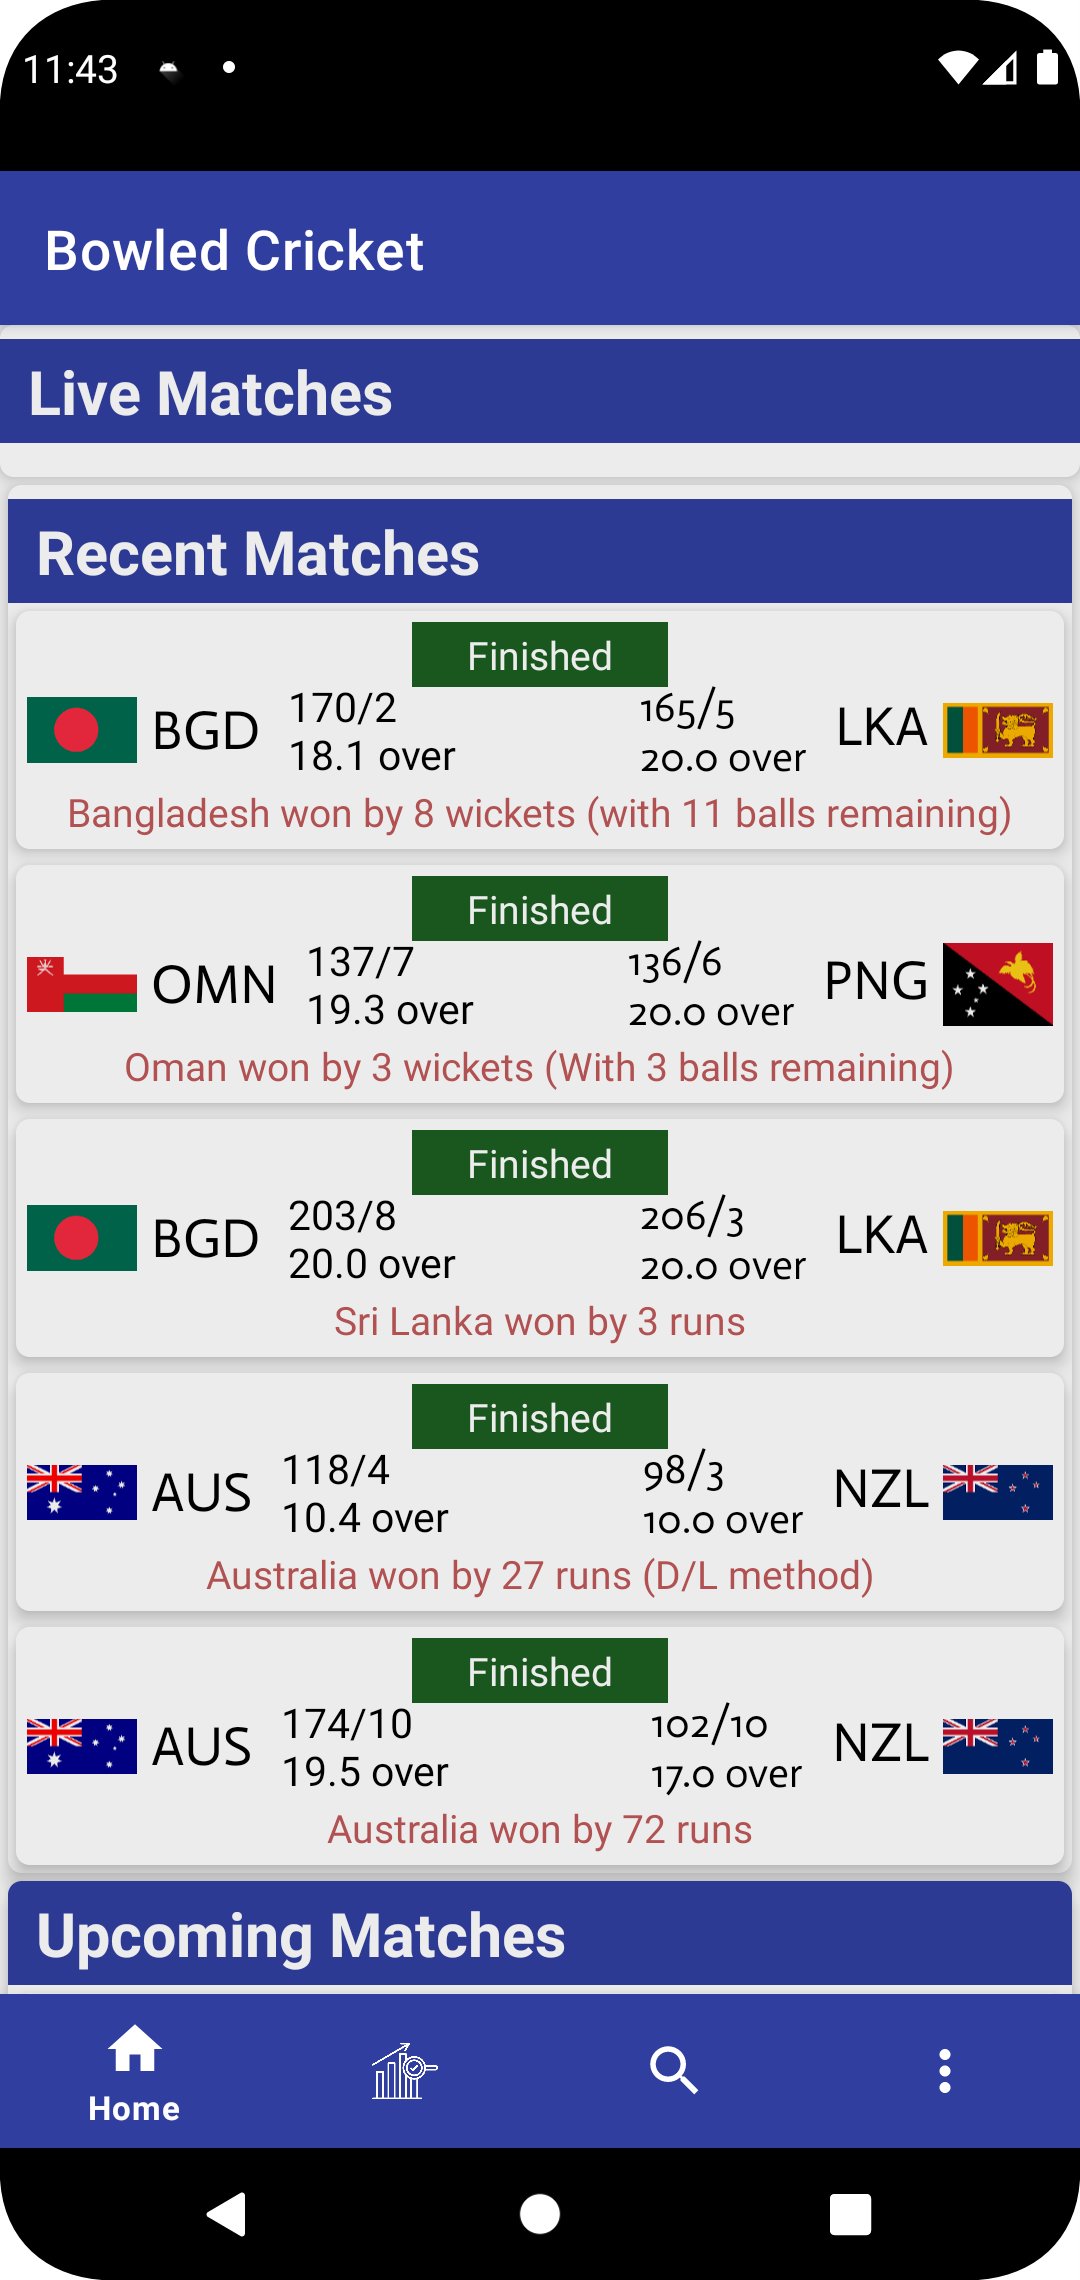 11:43
Bowled Cricket
Live Matches
Recent Matches
Finished
BGD 170/2 165/5 LKA
18.1 over 20.0 over
Bangladesh won by 8 wickets (with 11 balls remaining)
Finished
OMN 137/7 136/6 PNG
19.3 over 20.0 over
Oman won by 3 wickets (With 3 balls remaining)
Finished
BGD 203/8 206/3 LKA
20.0 over 20.0 over
Sri Lanka won by 3 runs
Finished
AUS 118/4 98/3 NZL
10.4 over 10.0 over
Australia won by 27 runs (D/L method)
Finished
AUS 174/10 102/10 NZL
19.5 over 17.0 over
Australia won by 72 runs
Upcoming Matches
Home